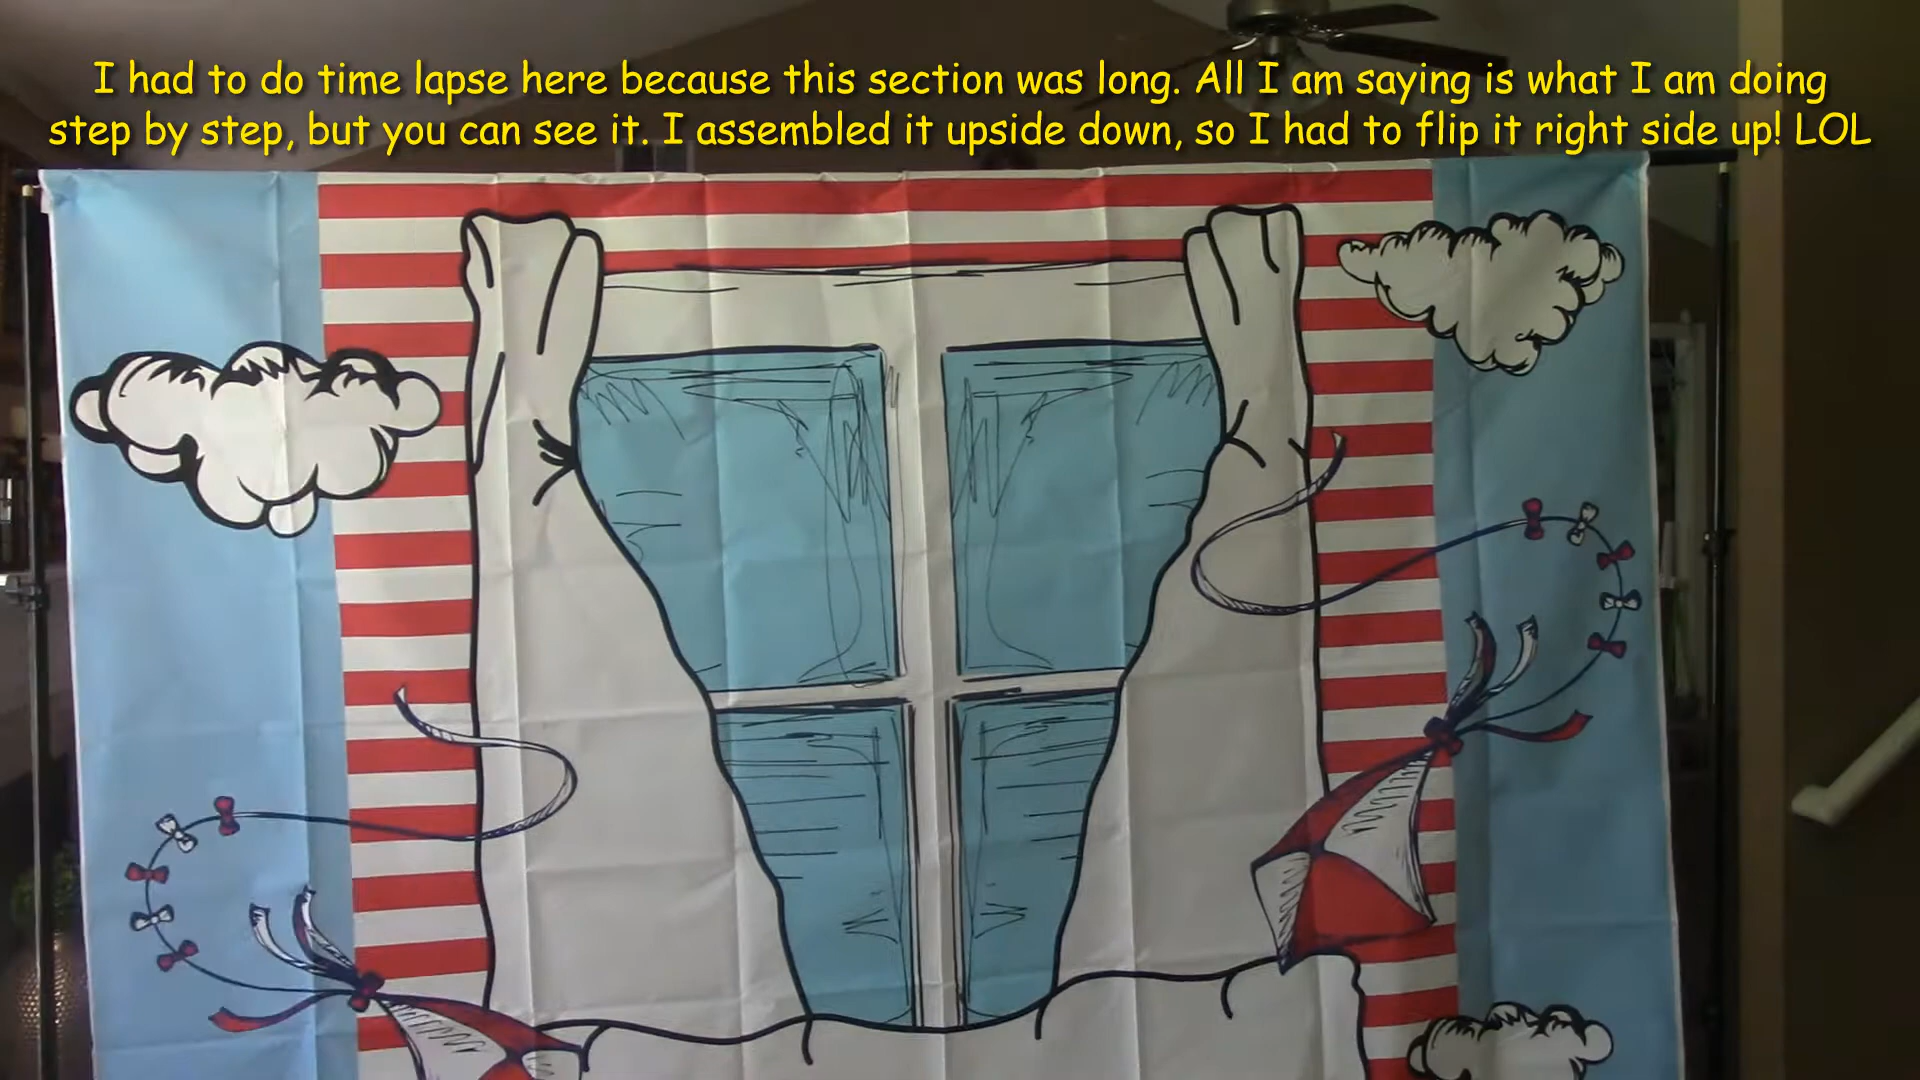 I had to do time lapse here because this section was long. All I am saying is what I am doing
step by step, but you can see it. I assembled it upside down, so I had to flip it right side up! LOL